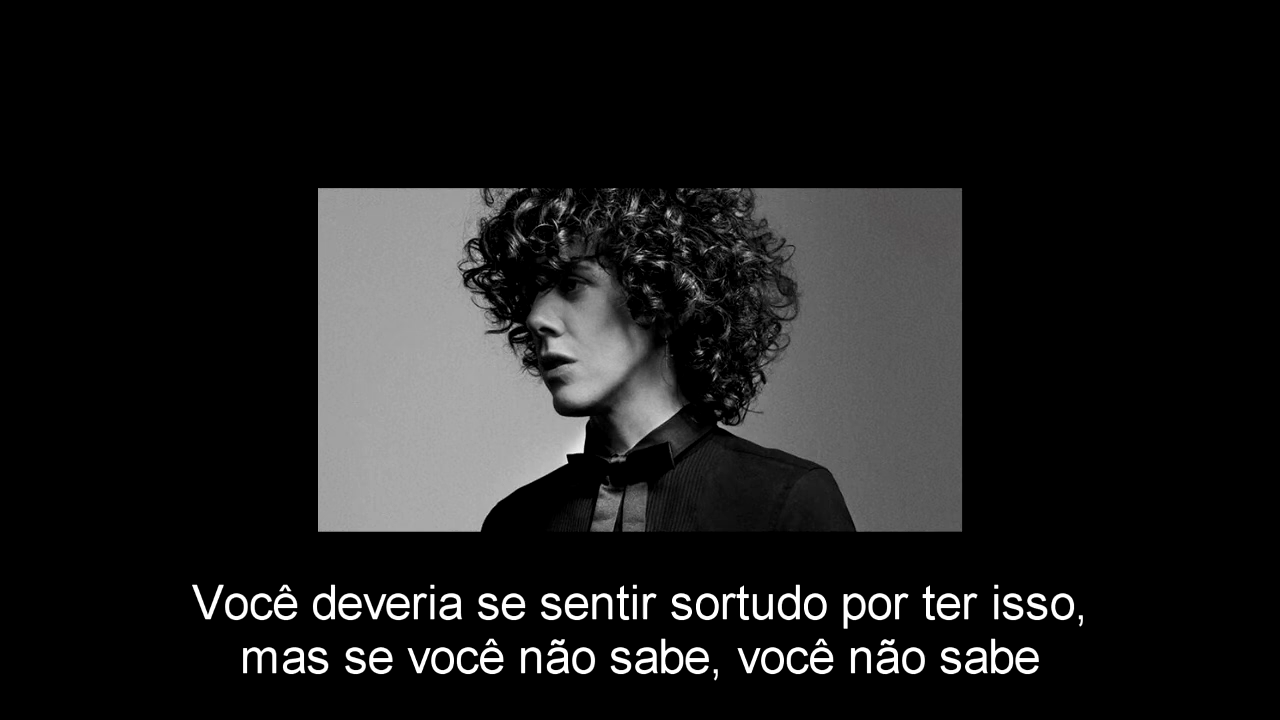 Você deveria se sentir sortudo por ter isso,
mas se você não sabe, você não sabe